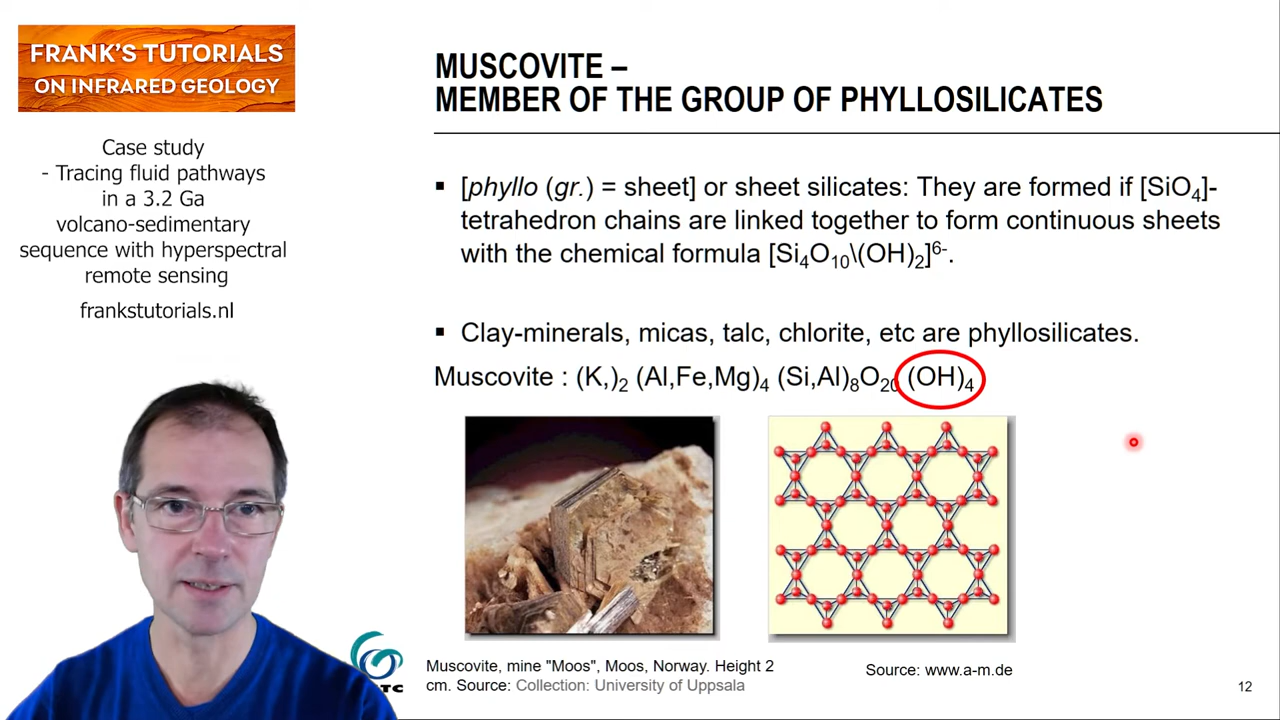 FRANK'S TUTORIALS
ON INFRARED GEOLOGY
Case study
- Tracing fluid pathways
in a 3.2 Ga
volcano-sedimentary
sequence with hyperspectral
remote sensing
frankstutorials.nl
MUSCOVITE –
MEMBER OF THE GROUP OF PHYLLOSILICATES
▪ [phyllo (gr.) = sheet] or sheet silicates: They are formed if [SiO₄]-
tetrahedron chains are linked together to form continuous sheets
with the chemical formula [Si₄O₁₀\(OH)₂]⁶⁻.
▪ Clay-minerals, micas, talc, chlorite, etc are phyllosilicates.
Muscovite : (K,)₂ (Al,Fe,Mg)₄ (Si,Al)₈O₂₀ (OH)₄
Muscovite, mine "Moos", Moos, Norway. Height 2
cm. Source: Collection: University of Uppsala
Source: www.a-m.de
12